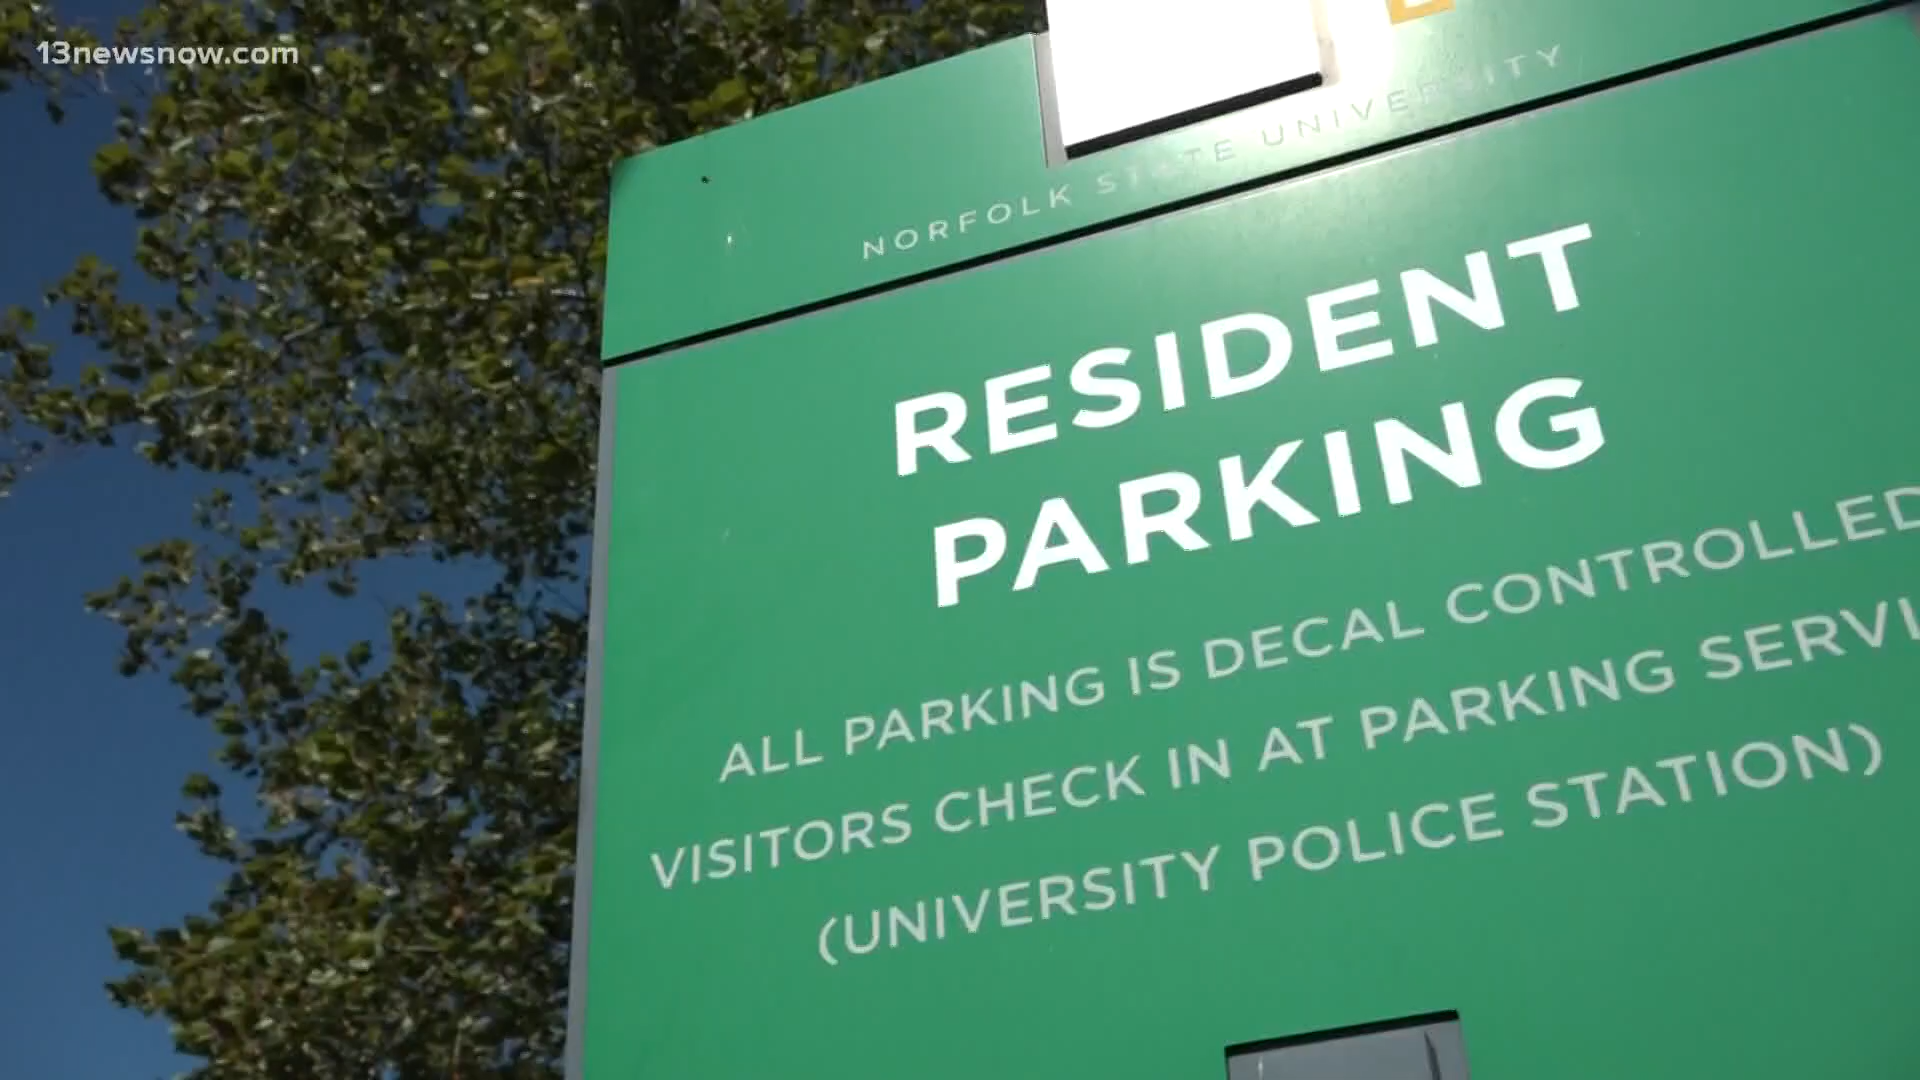 13newsnow.com
NORFOLK STATE UNIVERSITY
RESIDENT
PARKING
ALL PARKING IS DECAL CONTROLLED
VISITORS CHECK IN AT PARKING
(UNIVERSITY POLICE STATION)